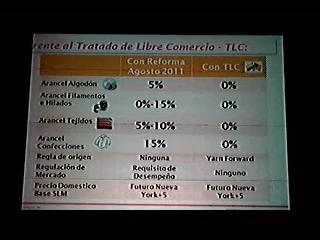 rente al Tratado de Libre Comercio - TLC:
Con Reforma
Agosto 2011
Con TLC
Arancel Algodón
5%
0%
Arancel Filamentos
e Hilados
0%-15%
0%
Arancel Tejidos
5%-10%
0%
Arancel
Confecciones
15%
0%
Regla de origen
Ninguna
Yarn Forward
Regulación de
Mercado
Requisito de
Desempeño
Ninguno
Precio Domestico
Base SLM
Futuro Nueva
York+5
Futuro Nueva
York+5